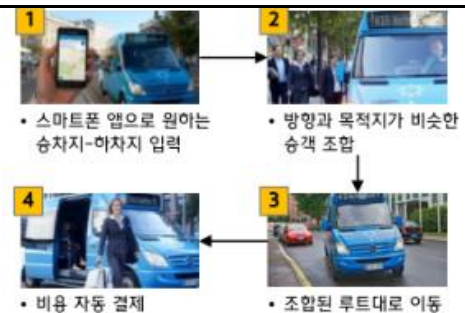 1
• 스마트폰 앱으로 원하는
승차지-하차지 입력
2
• 방향과 목적지가 비슷한
승객 조합
3
• 조합된 루트대로 이동
4
• 비용 자동 결제